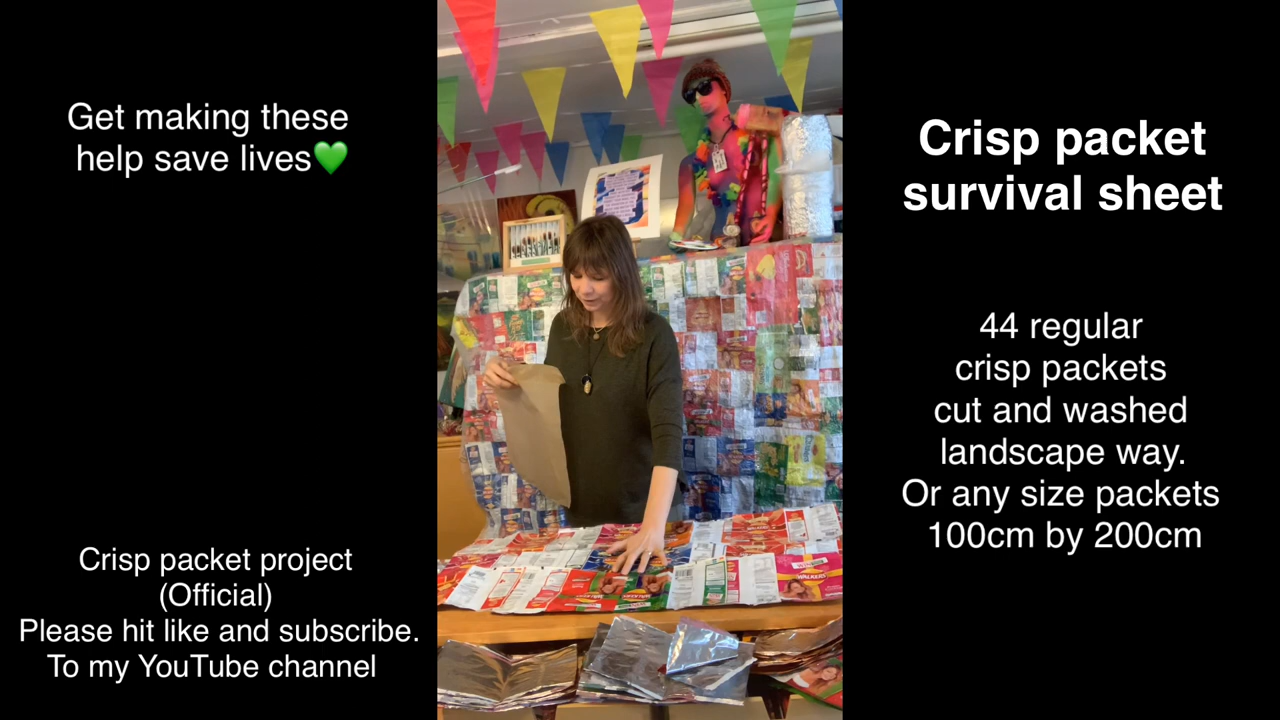 Get making these
help save lives💚
Crisp packet project
(Official)
Please hit like and subscribe.
To my YouTube channel
Crisp packet
survival sheet
44 regular
crisp packets
cut and washed
landscape way.
Or any size packets
100cm by 200cm
WALKERS